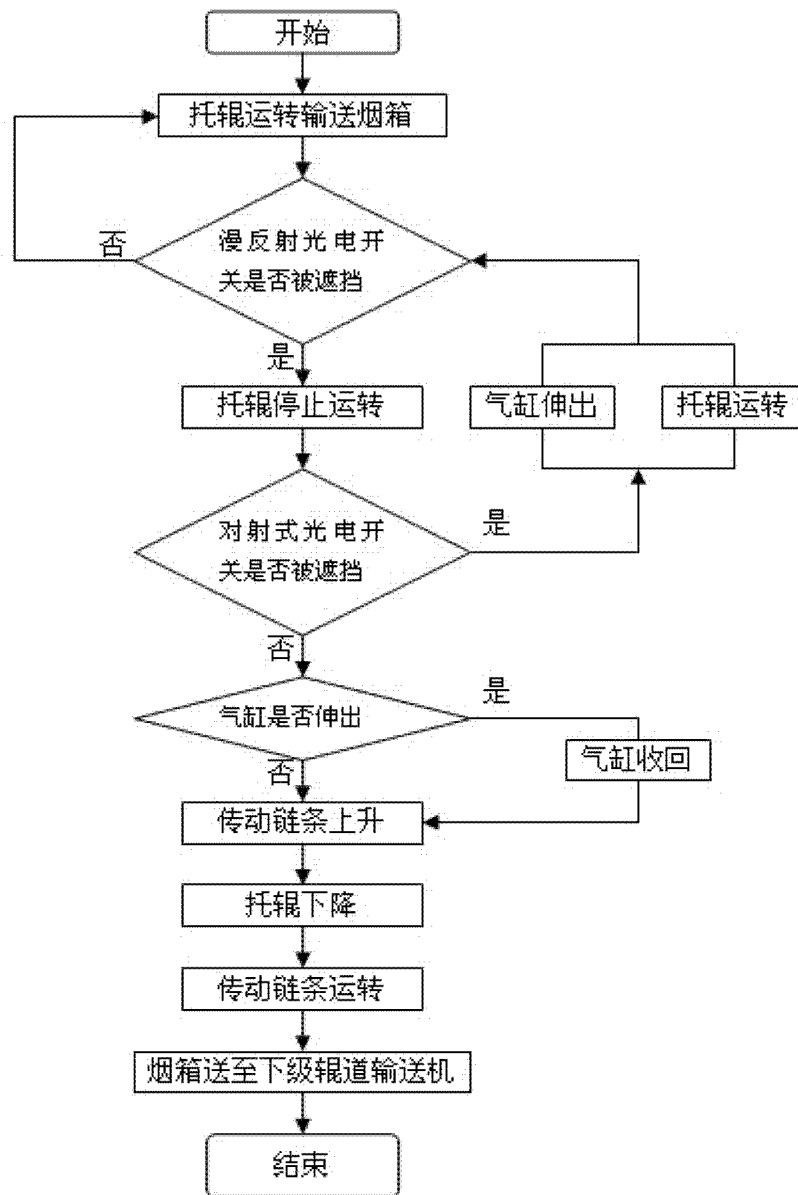 开始
托辊运转输送烟箱
否
漫反射光电开
关是否被遮挡
是
托辊停止运转
气缸伸出
托辊运转
对射式光电开
关是否被遮挡
是
否
气缸是否伸出
是
气缸收回
否
传动链条上升
托辊下降
传动链条运转
烟箱送至下级辊道输送机
结束